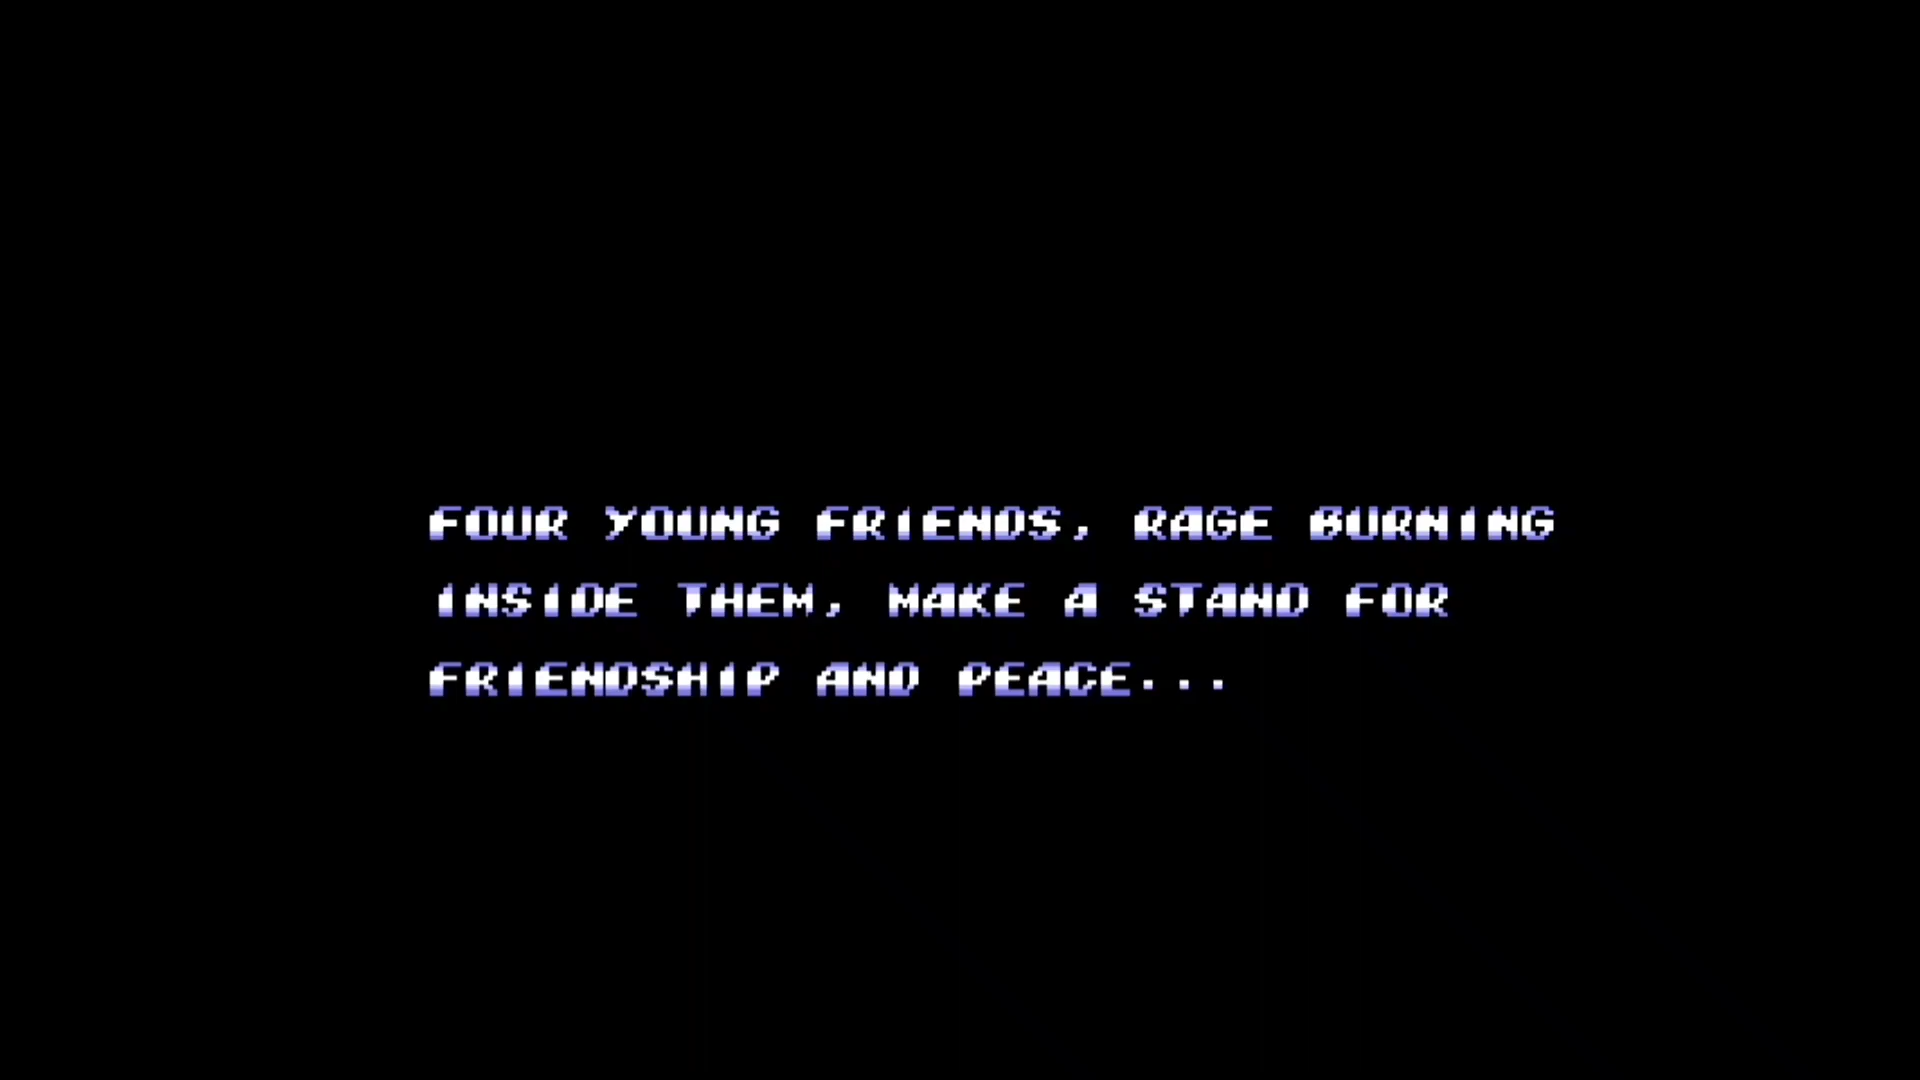 FOUR YOUNG FRIENDS, RAGE BURNING
INSIDE THEM, MAKE A STAND FOR
FRIENDSHIP AND PEACE...